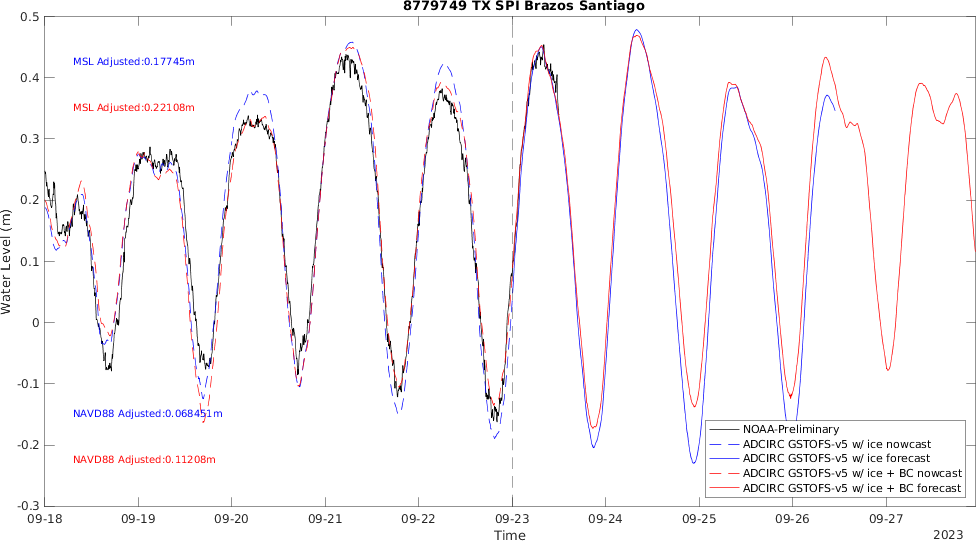 8779749 TX SPI Brazos Santiago
0.5
0.4
0.3
0.2
0.1
0
-0.1
-0.2
-0.3
Water Level (m)
MSL Adjusted:0.17745m
MSL Adjusted:0.22108m
NAVD88 Adjusted:0.068451m
NAVD88 Adjusted:0.11208m
NOAA-Preliminary
ADCIRC GSTOFS-v5 w/ ice nowcast
ADCIRC GSTOFS-v5 w/ ice forecast
ADCIRC GSTOFS-v5 w/ ice + BC nowcast
ADCIRC GSTOFS-v5 w/ ice + BC forecast
09-18 09-19 09-20 09-21 09-22 09-23 09-24 09-25 09-26 09-27
Time
2023